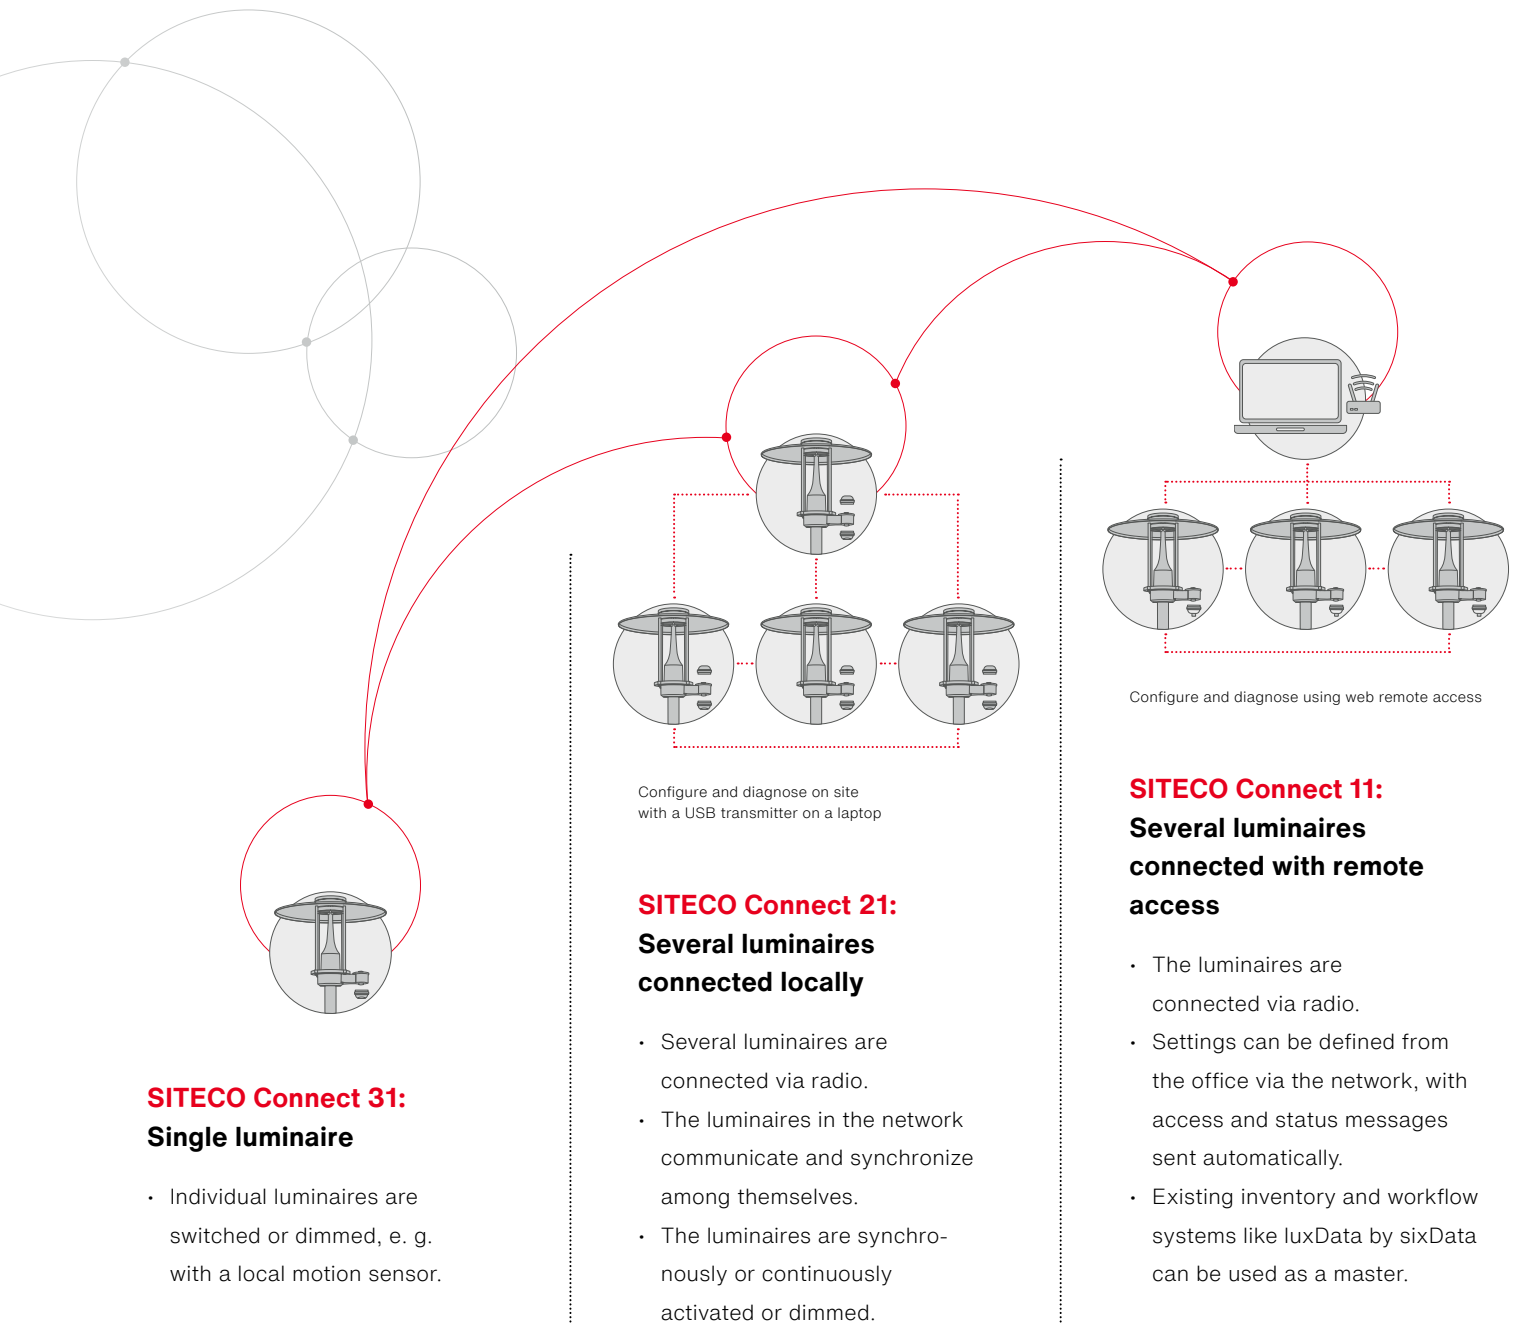 SITECO Connect 31:
Single luminaire
• Individual luminaires are
switched or dimmed, e. g.
with a local motion sensor.
Configure and diagnose on site
with a USB transmitter on a laptop
SITECO Connect 21:
Several luminaires
connected locally
• Several luminaires are
connected via radio.
• The luminaires in the network
communicate and synchronize
among themselves.
• The luminaires are synchro-
nously or continuously
activated or dimmed.
Configure and diagnose using web remote access
SITECO Connect 11:
Several luminaires
connected with remote
access
• The luminaires are
connected via radio.
• Settings can be defined from
the office via the network, with
access and status messages
sent automatically.
• Existing inventory and workflow
systems like luxData by sixData
can be used as a master.